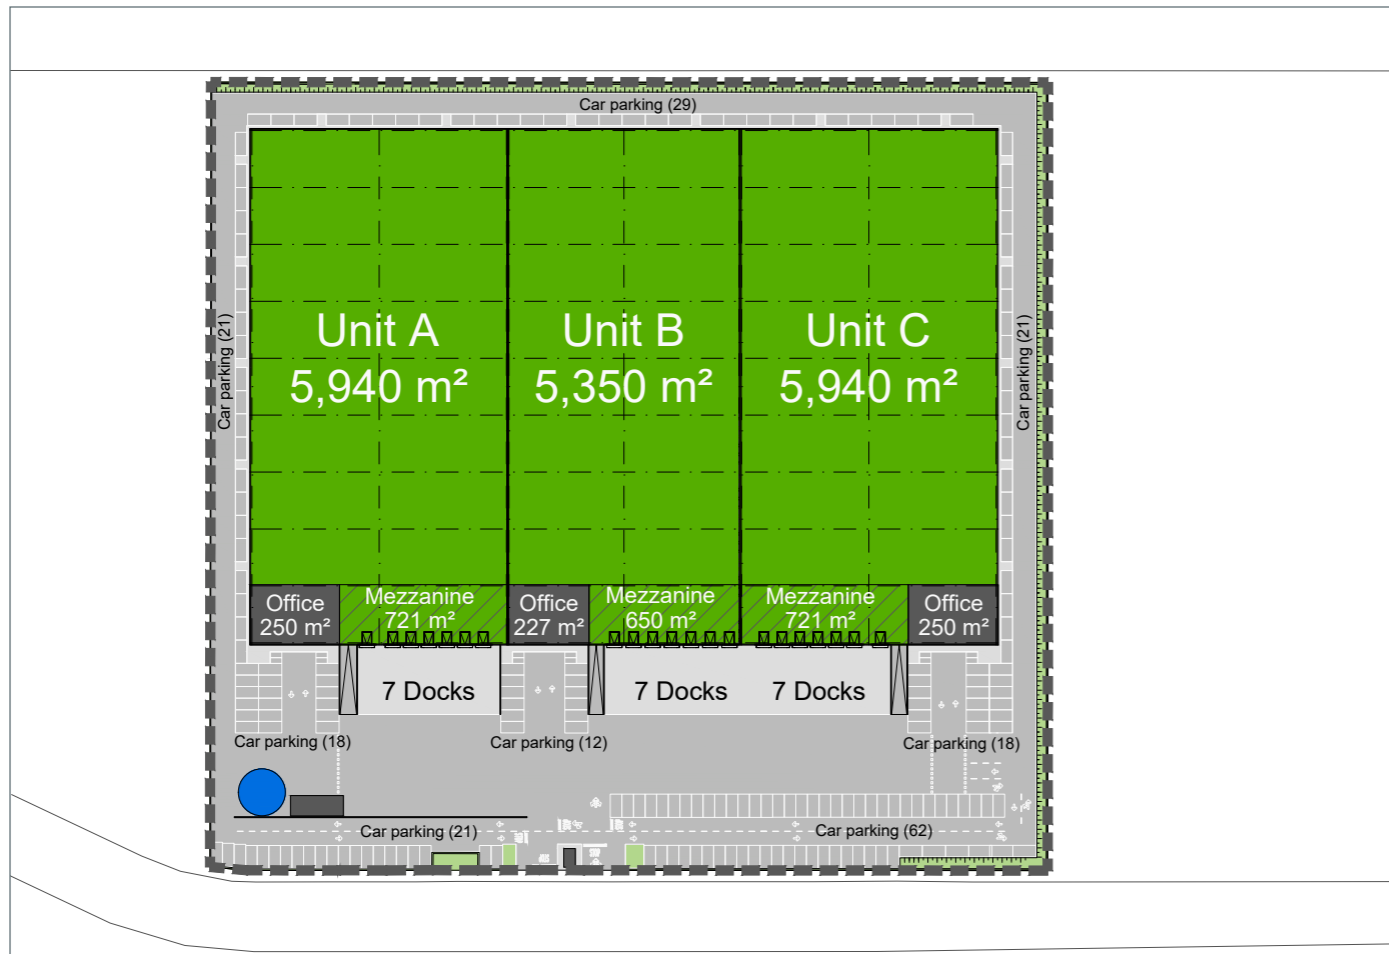 Car parking (29)
Car parking (21)
Unit A
5,940 m²
Unit B
5,350 m²
Unit C
5,940 m²
Car parking (21)
Office
250 m²
Mezzanine
721 m²
Office
227 m²
Mezzanine
650 m²
Mezzanine
721 m²
Office
250 m²
7 Docks
7 Docks
7 Docks
Car parking (18)
Car parking (12)
Car parking (18)
Car parking (21)
Car parking (62)